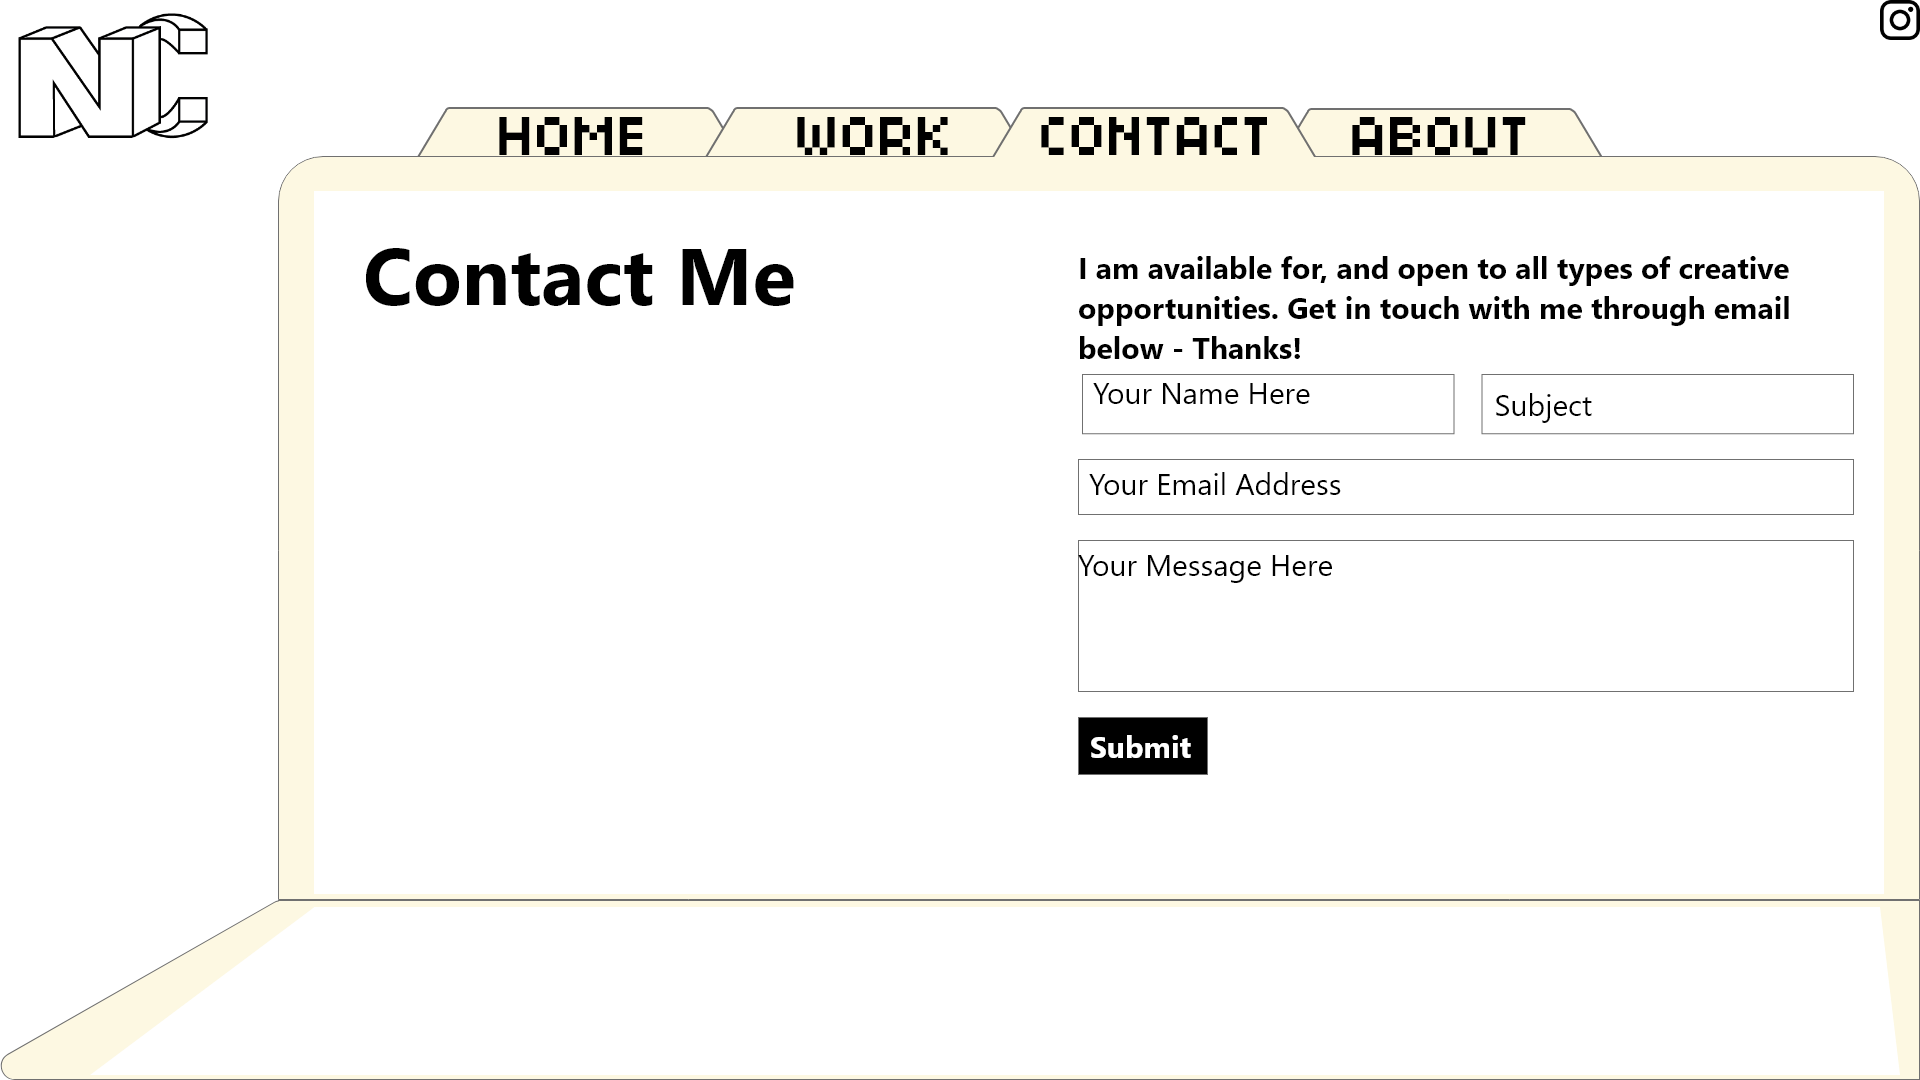 NC
HOME
WORK
CONTACT
ABOUT
Contact Me
I am available for, and open to all types of creative
opportunities. Get in touch with me through email
below - Thanks!
Your Name Here
Subject
Your Email Address
Your Message Here
Submit